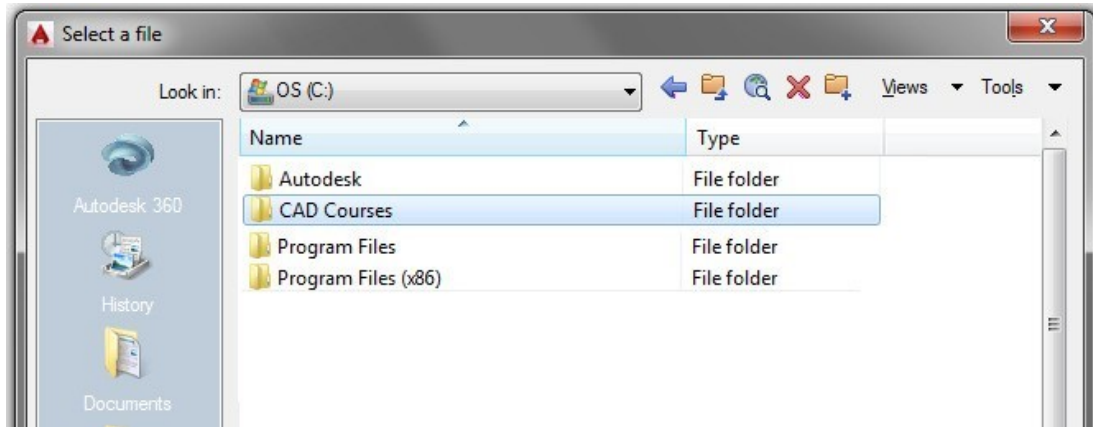 Select a file
Look in: OS (C:) Views Tools
Name Type
Autodesk File folder
CAD Courses File folder
Program Files File folder
Program Files (x86) File folder
Autodesk 360
History
Documents